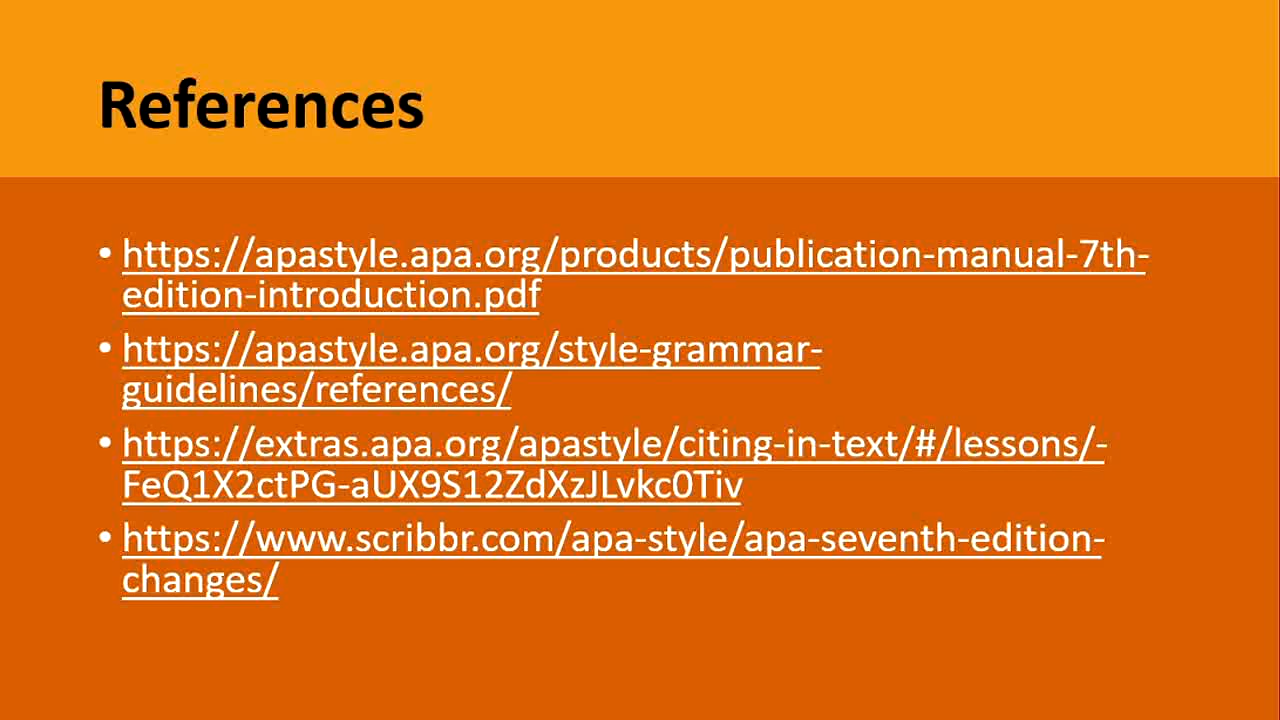 References
• https://apastyle.apa.org/products/publication-manual-7th-
edition-introduction.pdf
• https://apastyle.apa.org/style-grammar-
guidelines/references/
• https://extras.apa.org/apastyle/citing-in-text/#/lessons/-
FeQ1X2ctPG-aUX9S12ZdXzJLvkc0Tiv
• https://www.scribbr.com/apa-style/apa-seventh-edition-
changes/